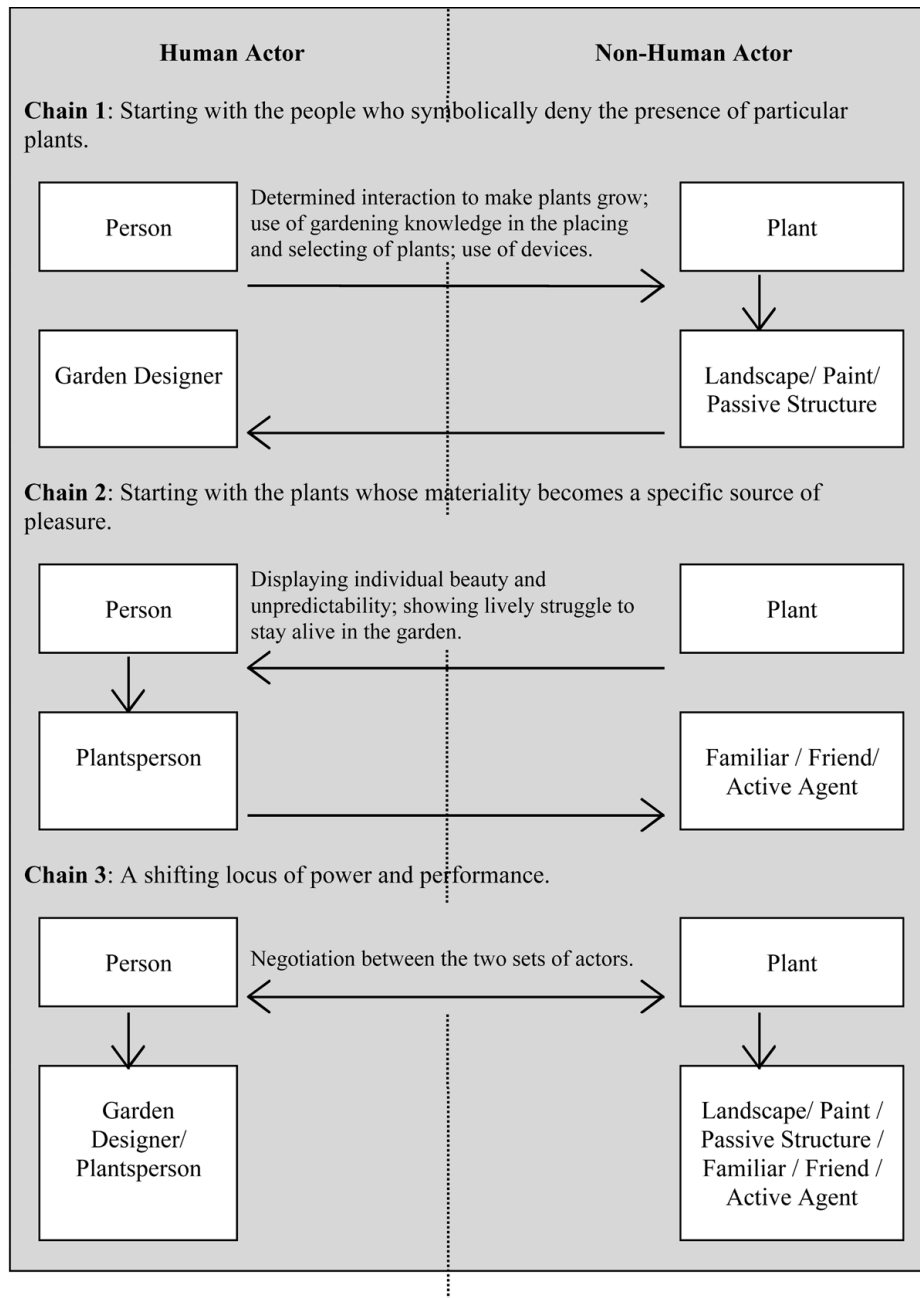 Human Actor
Non-Human Actor
Chain 1: Starting with the people who symbolically deny the presence of particular
plants.
Person
Determined interaction to make plants grow;
use of gardening knowledge in the placing
and selecting of plants; use of devices.
Plant
Garden Designer
Landscape/ Paint/
Passive Structure
Chain 2: Starting with the plants whose materiality becomes a specific source of
pleasure.
Person
Displaying individual beauty and
unpredictability; showing lively struggle to
stay alive in the garden.
Plant
Plantsperson
Familiar / Friend/
Active Agent
Chain 3: A shifting locus of power and performance.
Person
Negotiation between the two sets of actors.
Plant
Garden
Designer/
Plantsperson
Landscape/ Paint /
Passive Structure /
Familiar / Friend /
Active Agent